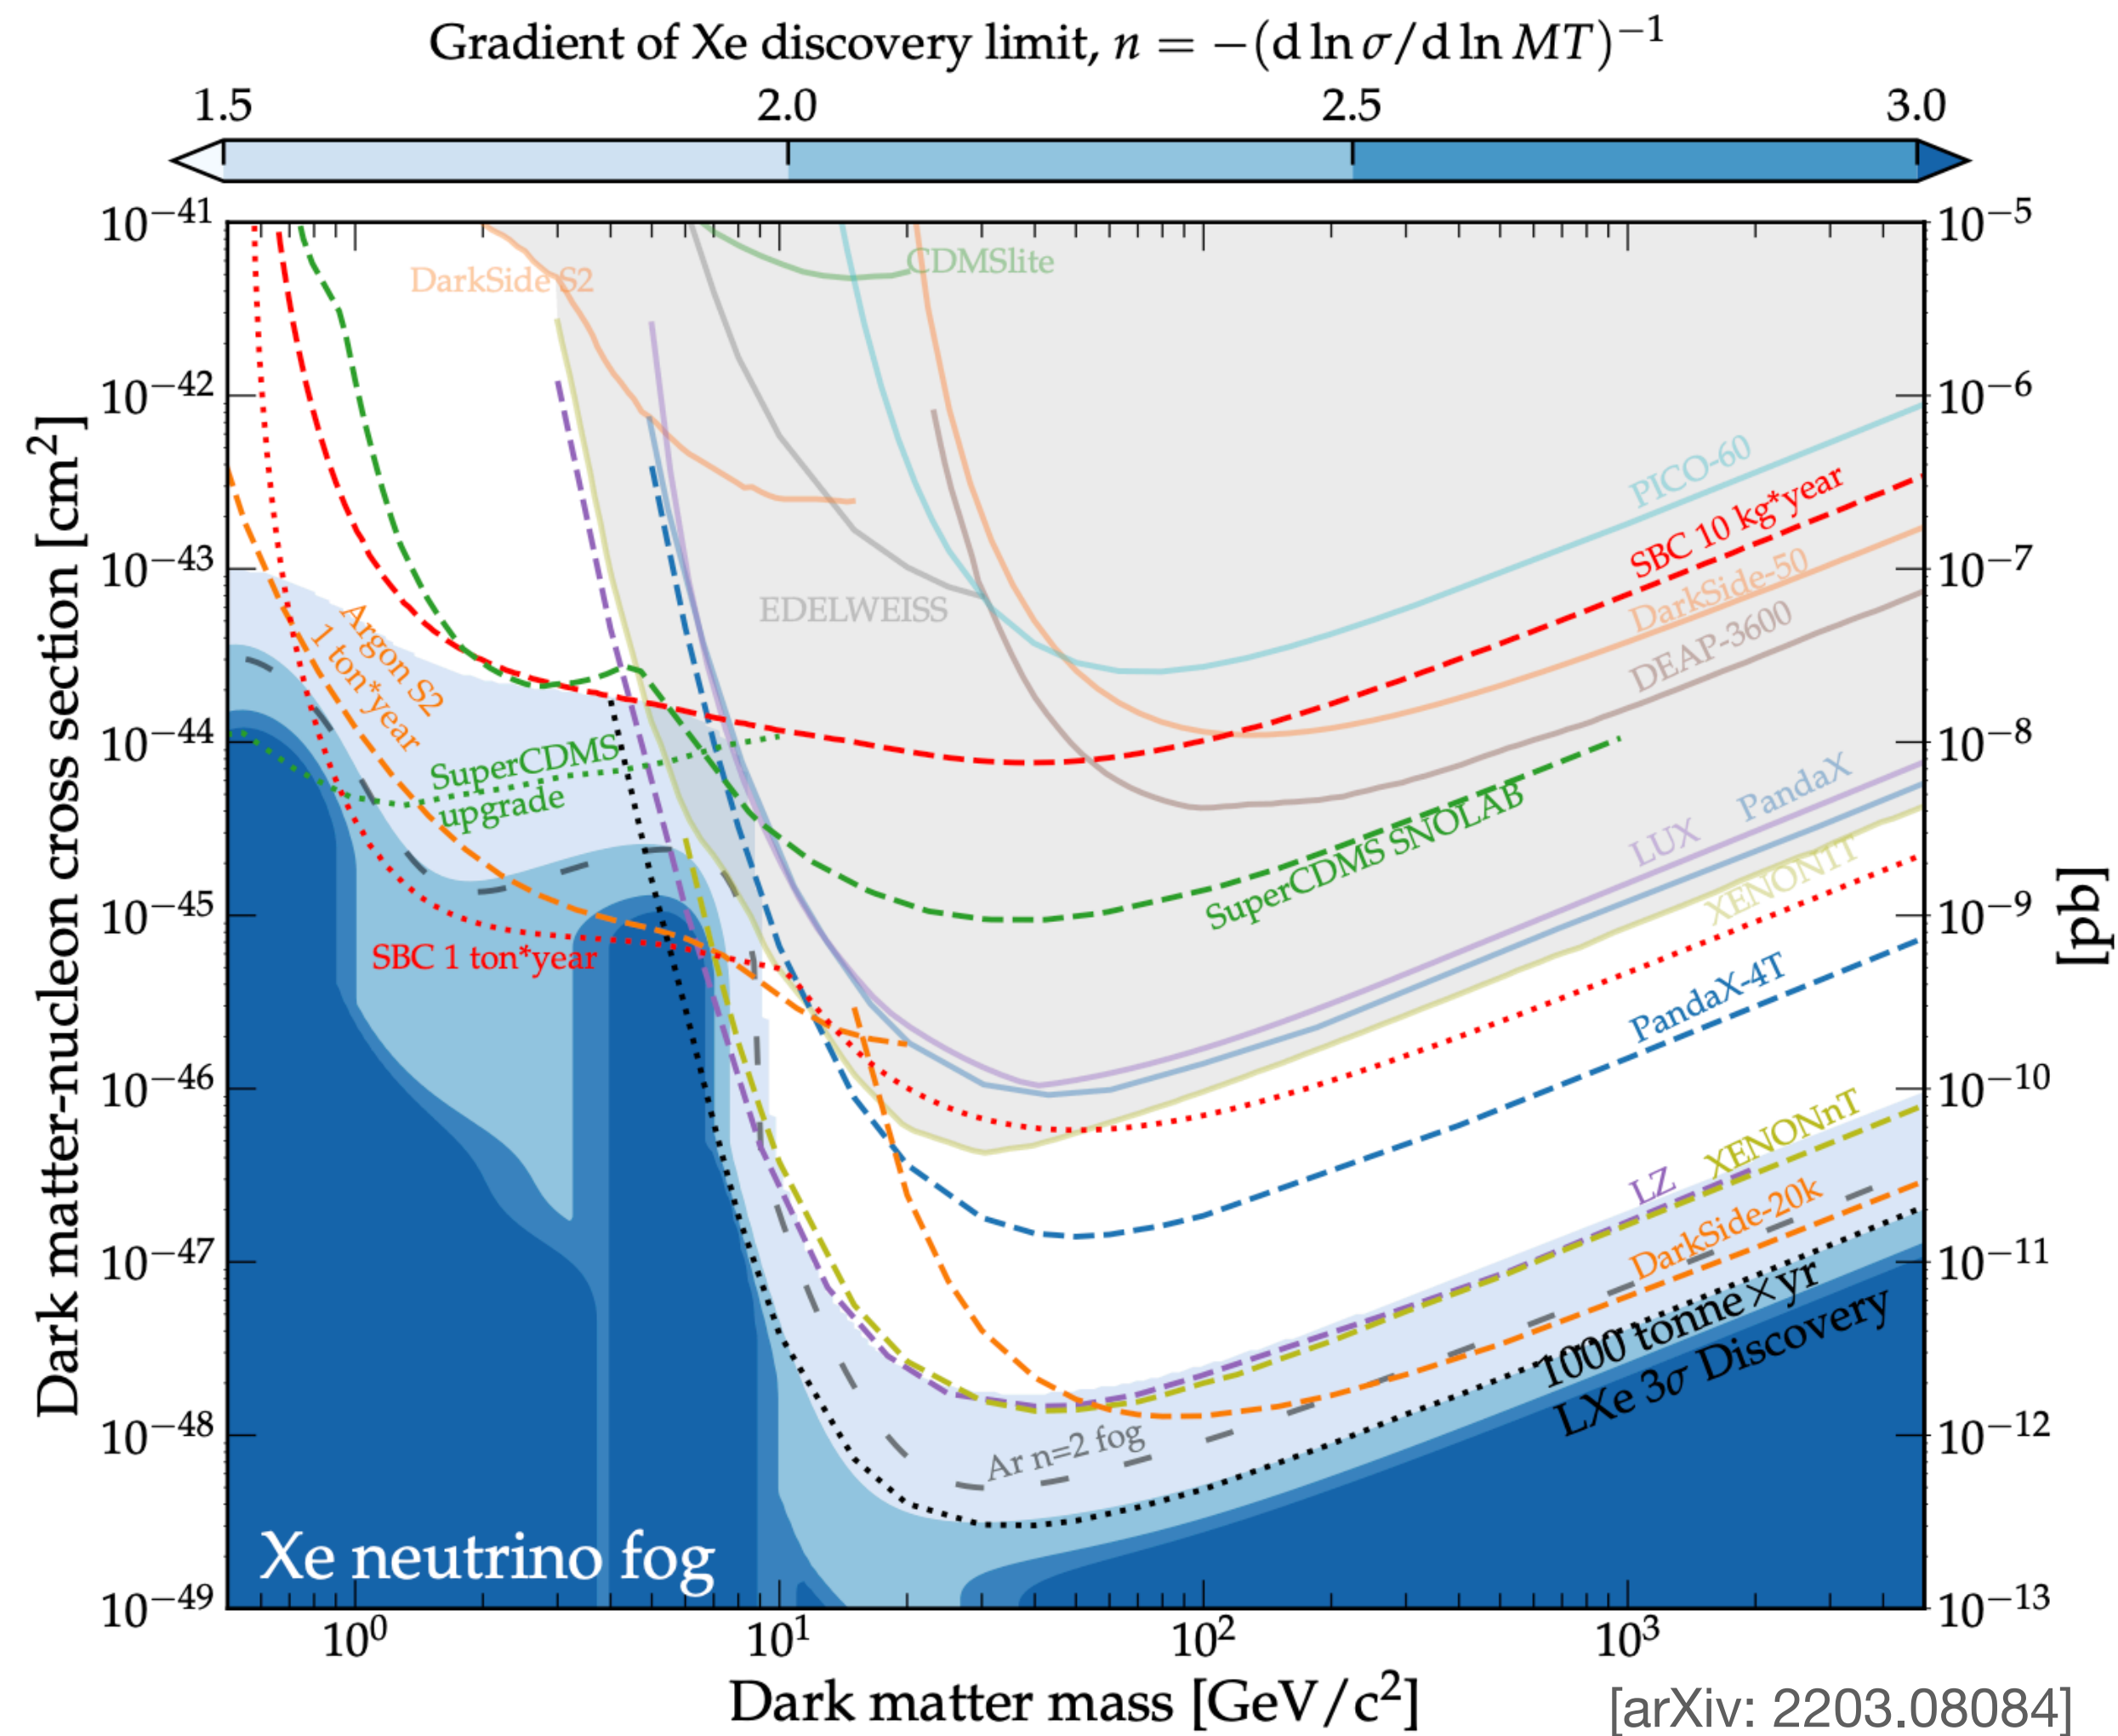 Gradient of Xe discovery limit, n = −(d ln σ/d ln MT)⁻¹
1.5 2.0 2.5 3.0
10⁻⁴¹
10⁻⁴²
10⁻⁴³
10⁻⁴⁴
10⁻⁴⁵
10⁻⁴⁶
10⁻⁴⁷
10⁻⁴⁸
10⁻⁴⁹
Dark matter-nucleon cross section [cm²]
10⁻⁵
10⁻⁶
10⁻⁷
10⁻⁸
10⁻⁹
10⁻¹⁰
10⁻¹¹
10⁻¹²
10⁻¹³
[pb]
DarkSide S2
CDMSlite
EDELWEISS
PICO-60
SBC 10 kg*year
DarkSide-50
DEAP-3600
Argon S2
1 ton*year
SuperCDMS
upgrade
SuperCDMS SNOLAB
LUX
PandaX
XENON1T
SBC 1 ton*year
PandaX-4T
LZ
XENONnT
DarkSide-20k
1000 tonne×yr
LXe 3σ Discovery
Ar n=2 fog
Xe neutrino fog
10⁰ 10¹ 10² 10³
Dark matter mass [GeV/c²]
[arXiv: 2203.08084]